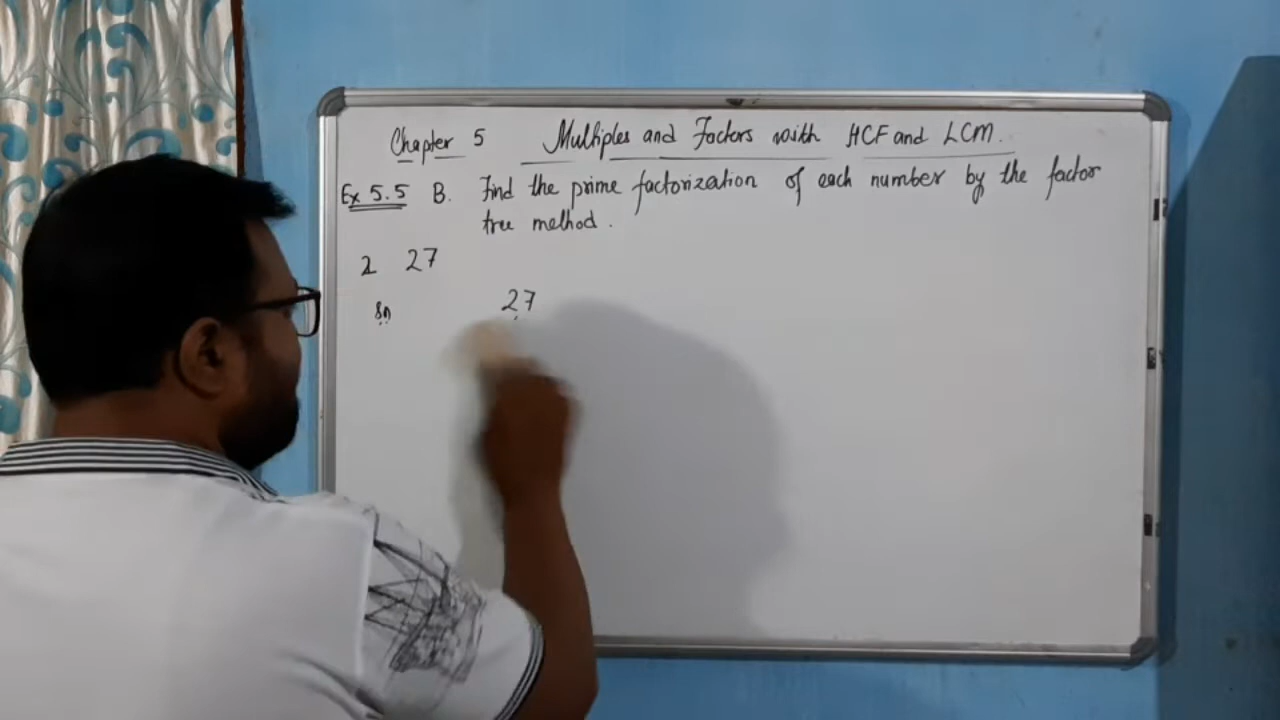 Chapter 5 Multiples and Factors with HCF and LCM.
Ex 5.5 B. Find the prime factorization of each number by the factor
tree method.
2 27
Sn 27